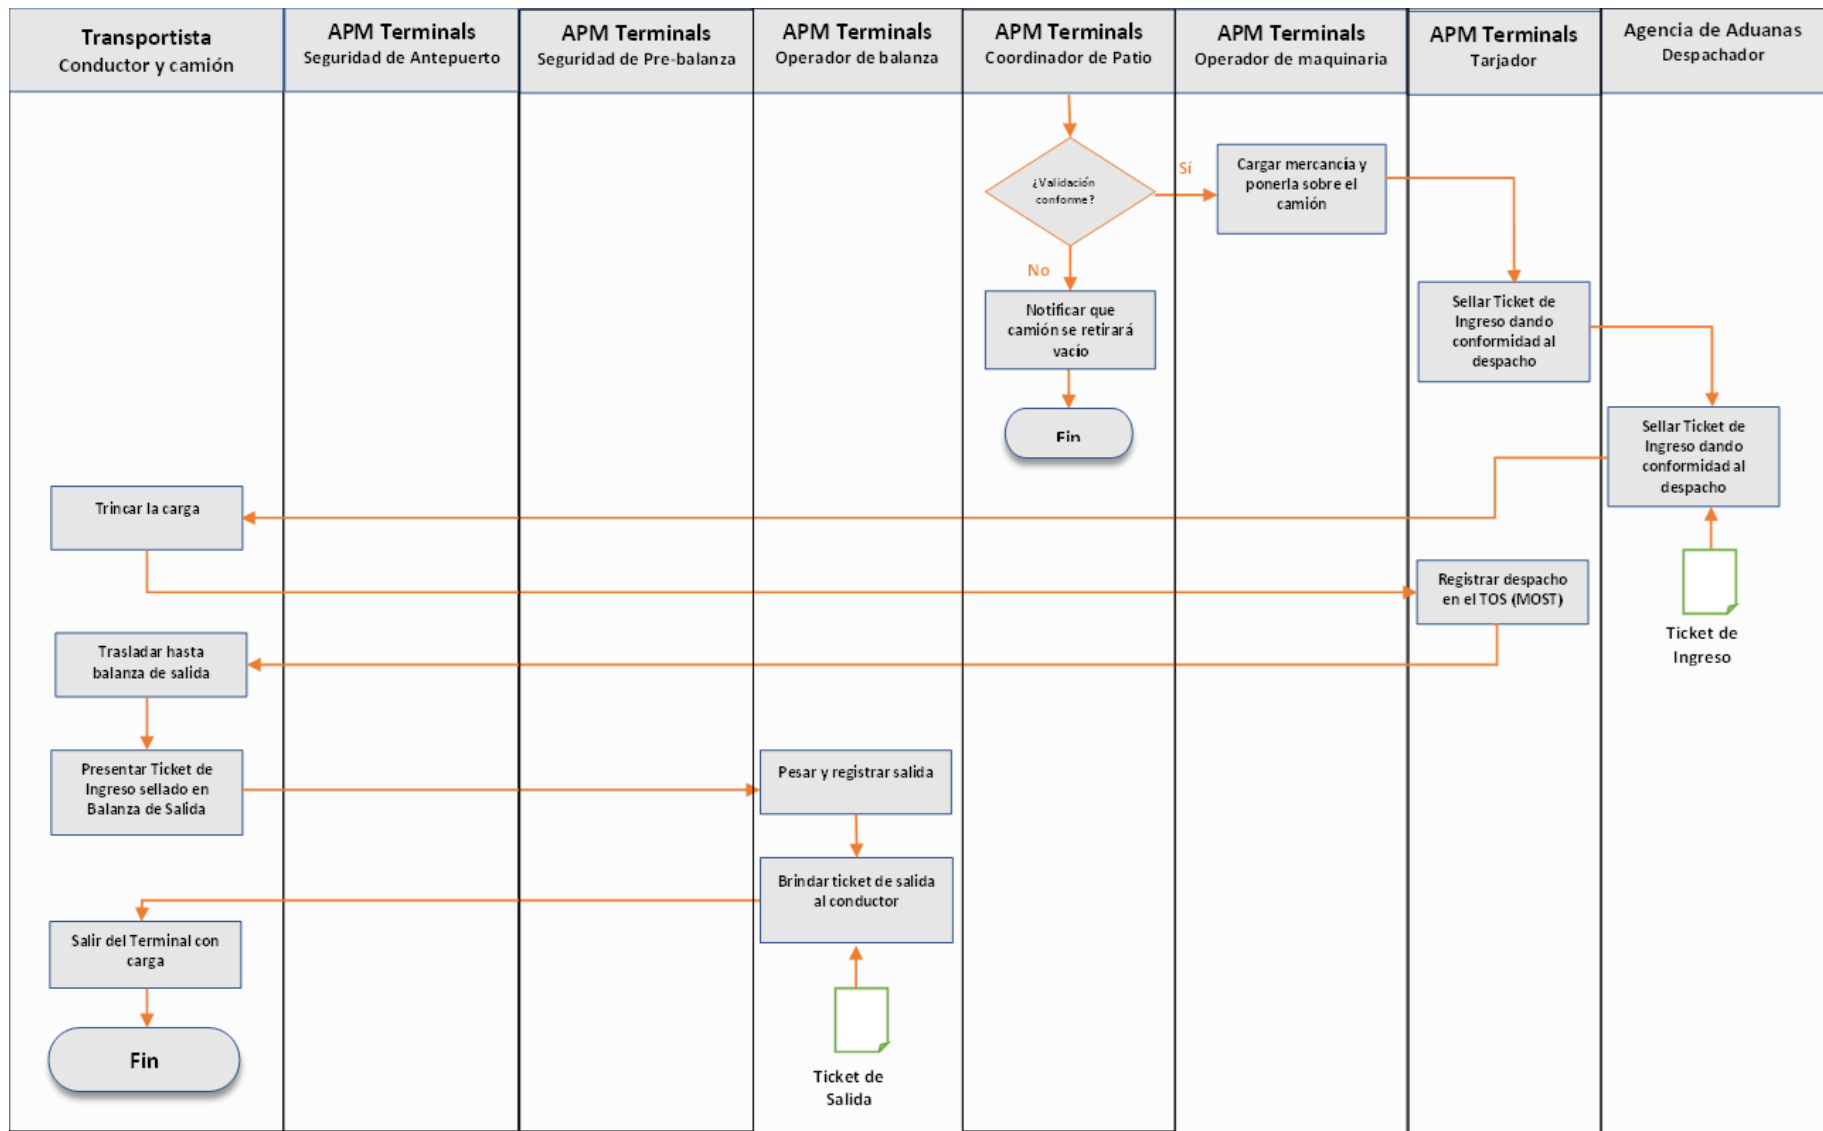 Transportista
Conductor y camión
APM Terminals
Seguridad de Antepuerto
APM Terminals
Seguridad de Pre-balanza
APM Terminals
Operador de balanza
APM Terminals
Coordinador de Patio
APM Terminals
Operador de maquinaria
APM Terminals
Tarjador
Agencia de Aduanas
Despachador
¿Validación
conforme?
Sí
Cargar mercancía y
ponerla sobre el
camión
No
Notificar que
camión se retirará
vacío
Fin
Sellar Ticket de
Ingreso dando
conformidad al
despacho
Sellar Ticket de
Ingreso dando
conformidad al
despacho
Ticket de
Ingreso
Trincar la carga
Registrar despacho
en el TOS (MOST)
Trasladar hasta
balanza de salida
Presentar Ticket de
Ingreso sellado en
Balanza de Salida
Pesar y registrar salida
Brindar ticket de salida
al conductor
Ticket de
Salida
Salir del Terminal con
carga
Fin